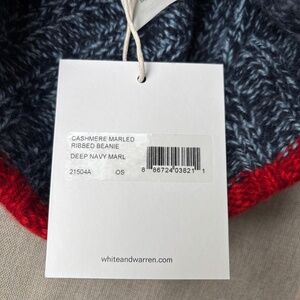 CASHMERE MARLED
RIBBED BEANIE
DEEP NAVY MARL
21504A OS
8 86724 03821 1
whiteandwarren.com